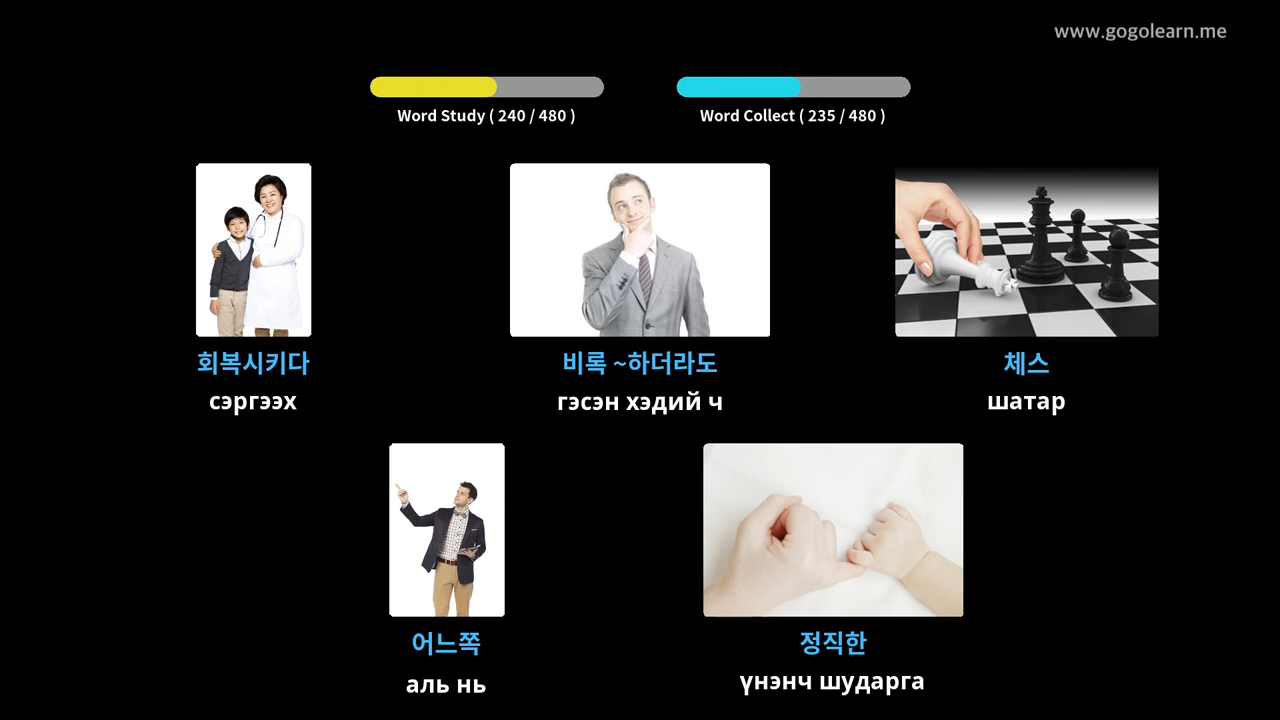 www.gogolearn.me
Word Study ( 240 / 480 )
Word Collect ( 235 / 480 )
회복시키다
сэргээх
비록 ~하더라도
гэсэн хэдий ч
체스
шатар
어느쪽
аль нь
정직한
үнэнч шударга